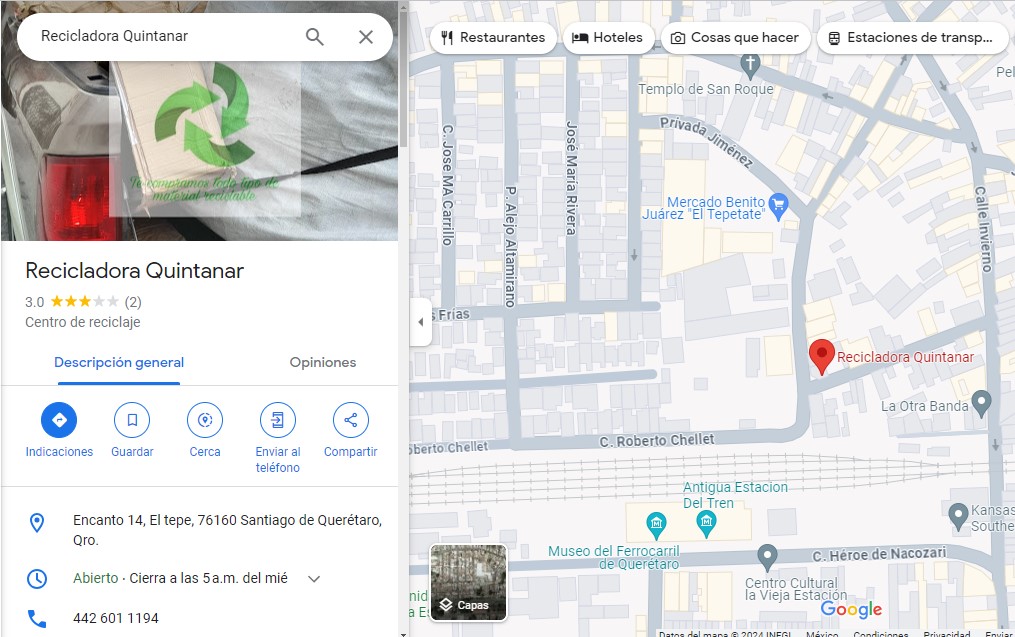 Recicladora Quintanar
Te compramos todo tipo de
material reciclable
Recicladora Quintanar
3.0
(2)
Centro de reciclaje
Descripción general
Opiniones
Indicaciones
Guardar
Cerca
Enviar al
teléfono
Compartir
Encanto 14, El tepe, 76160 Santiago de Querétaro,
Qro.
Abierto · Cierra a las 5 a.m. del mié
442 601 1194
Restaurantes
Hoteles
Cosas que hacer
Estaciones de transp...
Templo de San Roque
Pel
Privada Jiménez
C. Jose MA Carrillo
José María Rivera
P. Alejo Altamirano
Mercado Benito
Juárez "El Tepetate"
Calle Invierno
s Frías
Recicladora Quintanar
La Otra Banda
oberto Chellet
C. Roberto Chellet
Antigua Estacion
Del Tren
Kansas
Southe
Museo del Ferrocarril
de Querétaro
C. Héroe de Nacozari
Centro Cultural
la Vieja Estación
nid
a Es
Capas
Google
Datos del mapa © 2024 INEGI
México
Condiciones
Privacidad
Enviar